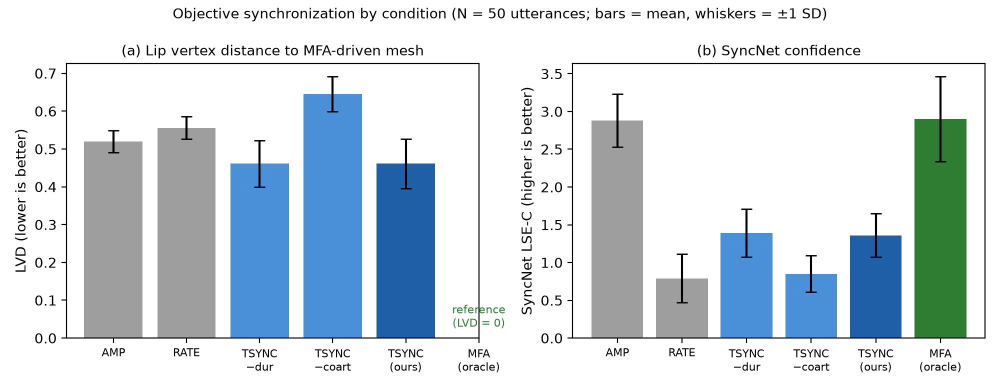 Objective synchronization by condition (N = 50 utterances; bars = mean, whiskers = ±1 SD)
(a) Lip vertex distance to MFA-driven mesh
LVD (lower is better)
0.7
0.6
0.5
0.4
0.3
0.2
0.1
0.0
reference
(LVD = 0)
AMP
RATE
TSYNC
−dur
TSYNC
−coart
TSYNC
(ours)
MFA
(oracle)
(b) SyncNet confidence
SyncNet LSE-C (higher is better)
3.5
3.0
2.5
2.0
1.5
1.0
0.5
0.0
AMP
RATE
TSYNC
−dur
TSYNC
−coart
TSYNC
(ours)
MFA
(oracle)